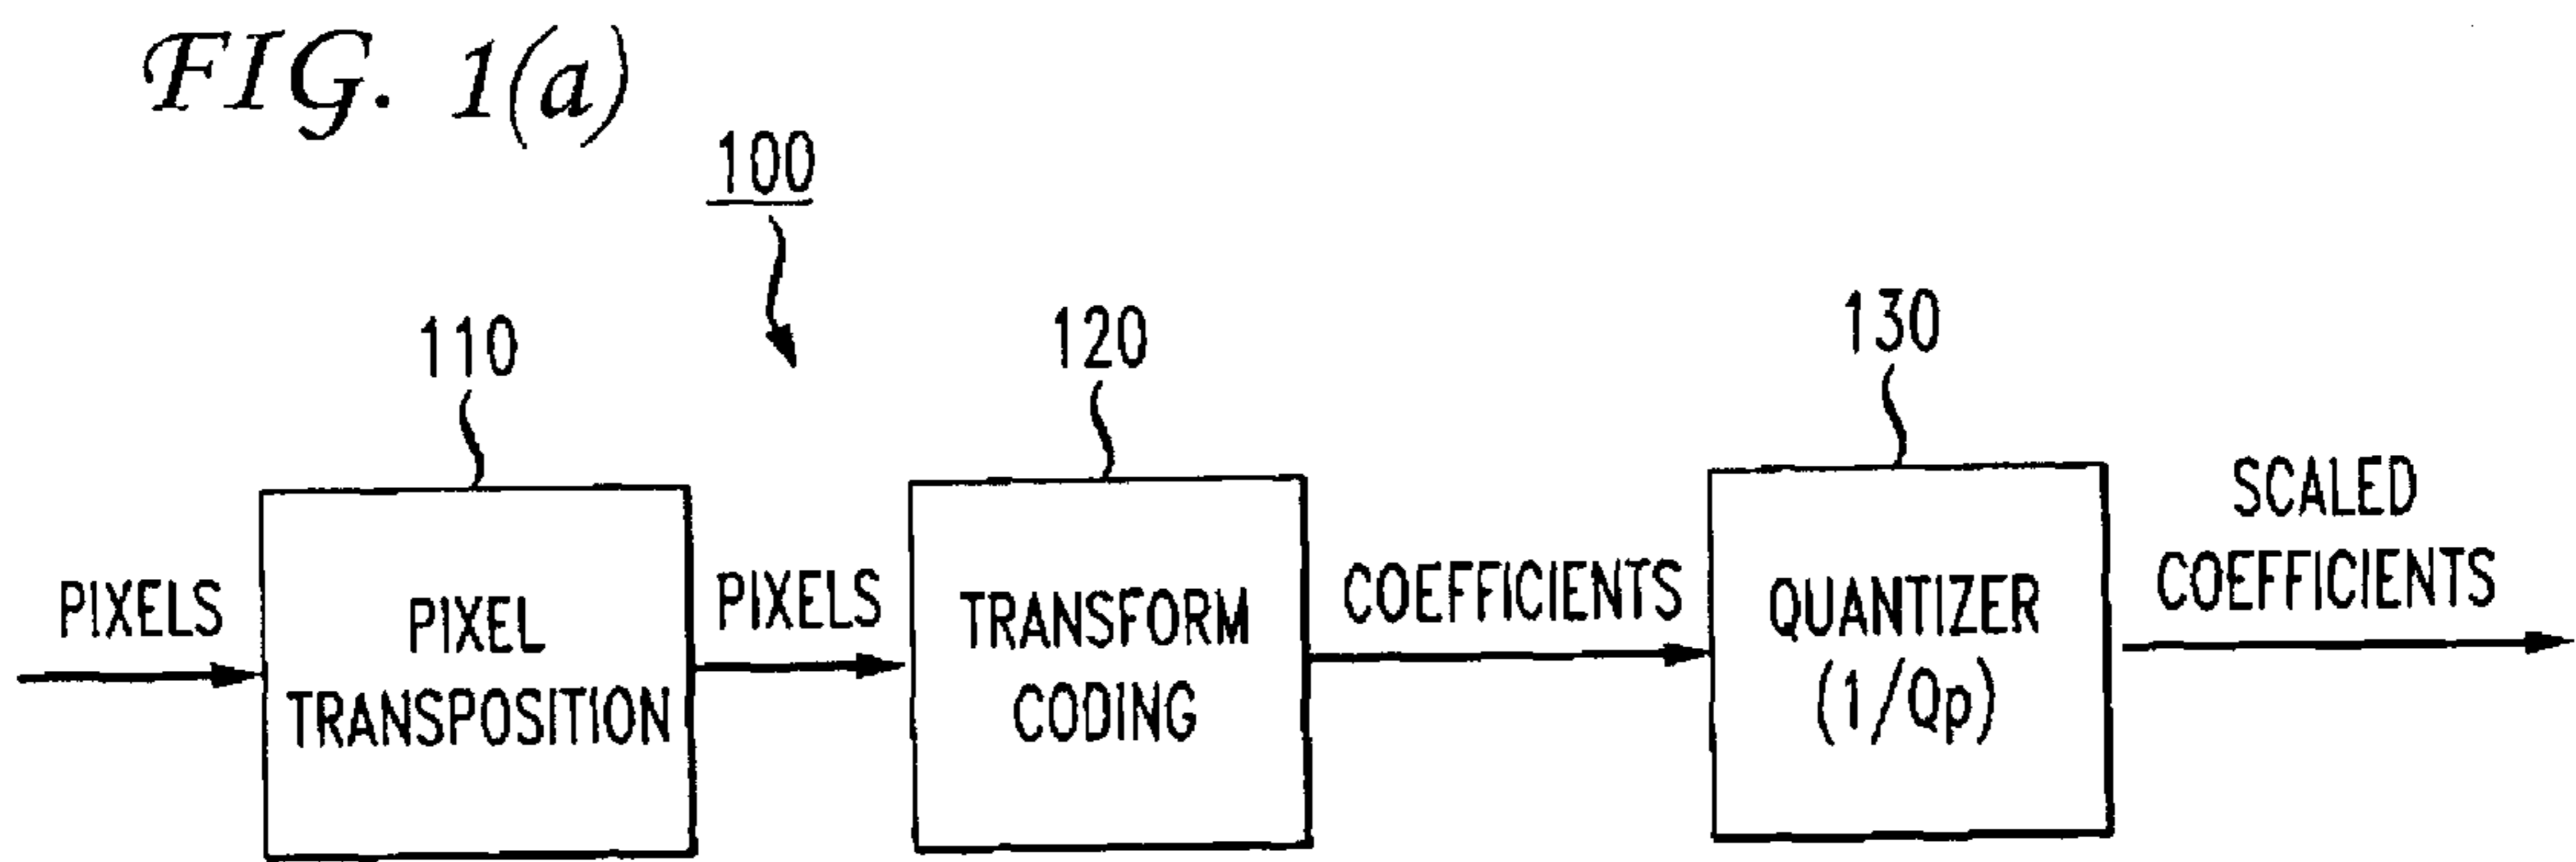 FIG. 1(a)
100
110
120
130
PIXELS
PIXEL
TRANSPOSITION
PIXELS
TRANSFORM
CODING
COEFFICIENTS
QUANTIZER
(1/Qp)
SCALED
COEFFICIENTS